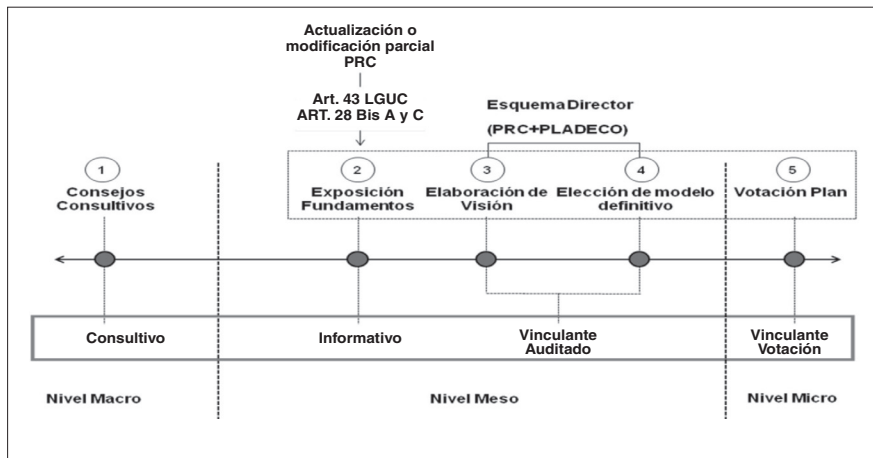 Actualización o
modificación parcial
PRC
Art. 43 LGUC
ART. 28 Bis A y C
Esquema Director
(PRC+PLADECO)
1
Consejos
Consultivos
2
Exposición
Fundamentos
3
Elaboración de
Visión
4
Elección de modelo
definitivo
5
Votación Plan
Consultivo
Informativo
Vinculante
Auditado
Vinculante
Votación
Nivel Macro
Nivel Meso
Nivel Micro